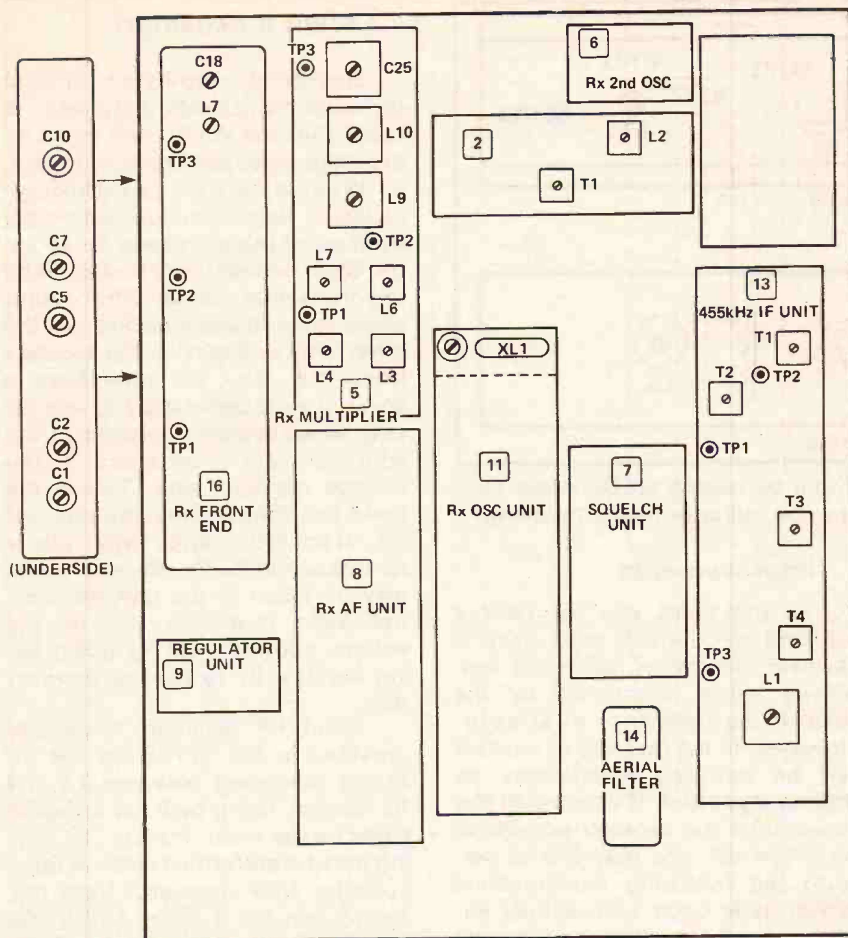 C10
C7
C5
C2
C1
(UNDERSIDE)
C18
L7
TP3
TP2
TP1
16
Rx FRONT
END
REGULATOR
UNIT
9
TP3
C25
L10
L9
TP2
L7
L6
TP1
L4
L3
5
Rx MULTIPLIER
8
Rx AF UNIT
6
Rx 2nd OSC
2
L2
T1
XL1
11
Rx OSC UNIT
7
SQUELCH
UNIT
14
AERIAL
FILTER
13
455kHz IF UNIT
T1
T2
TP2
TP1
T3
T4
TP3
L1